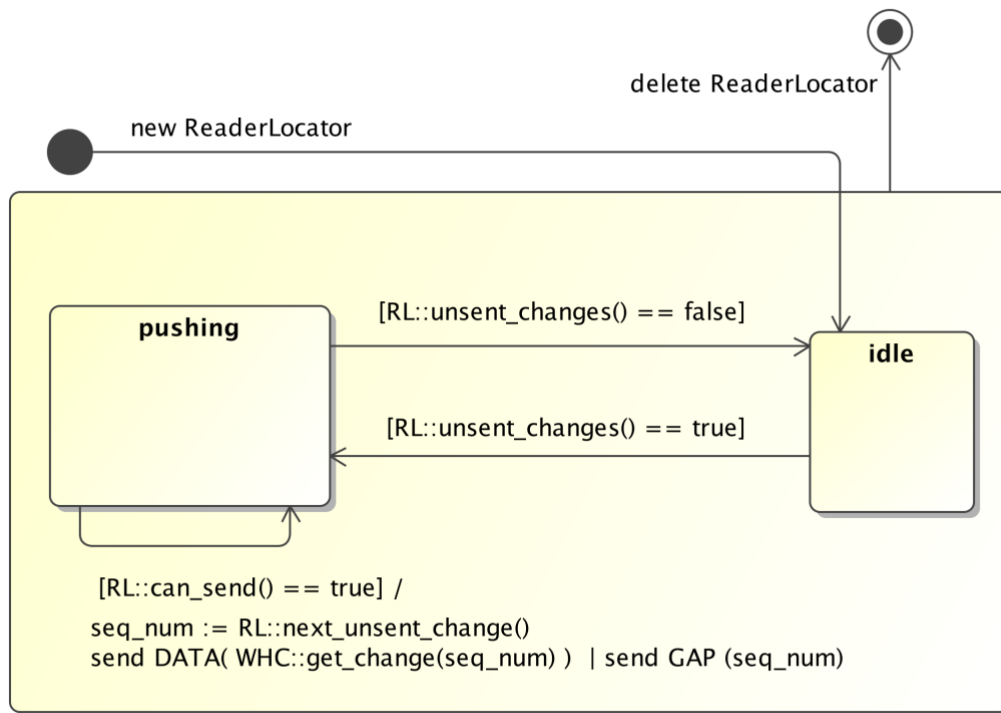 delete ReaderLocator
new ReaderLocator
[RL::unsent_changes() == false]
pushing
idle
[RL::unsent_changes() == true]
[RL::can_send() == true] /
seq_num := RL::next_unsent_change()
send DATA( WHC::get_change(seq_num) ) | send GAP (seq_num)